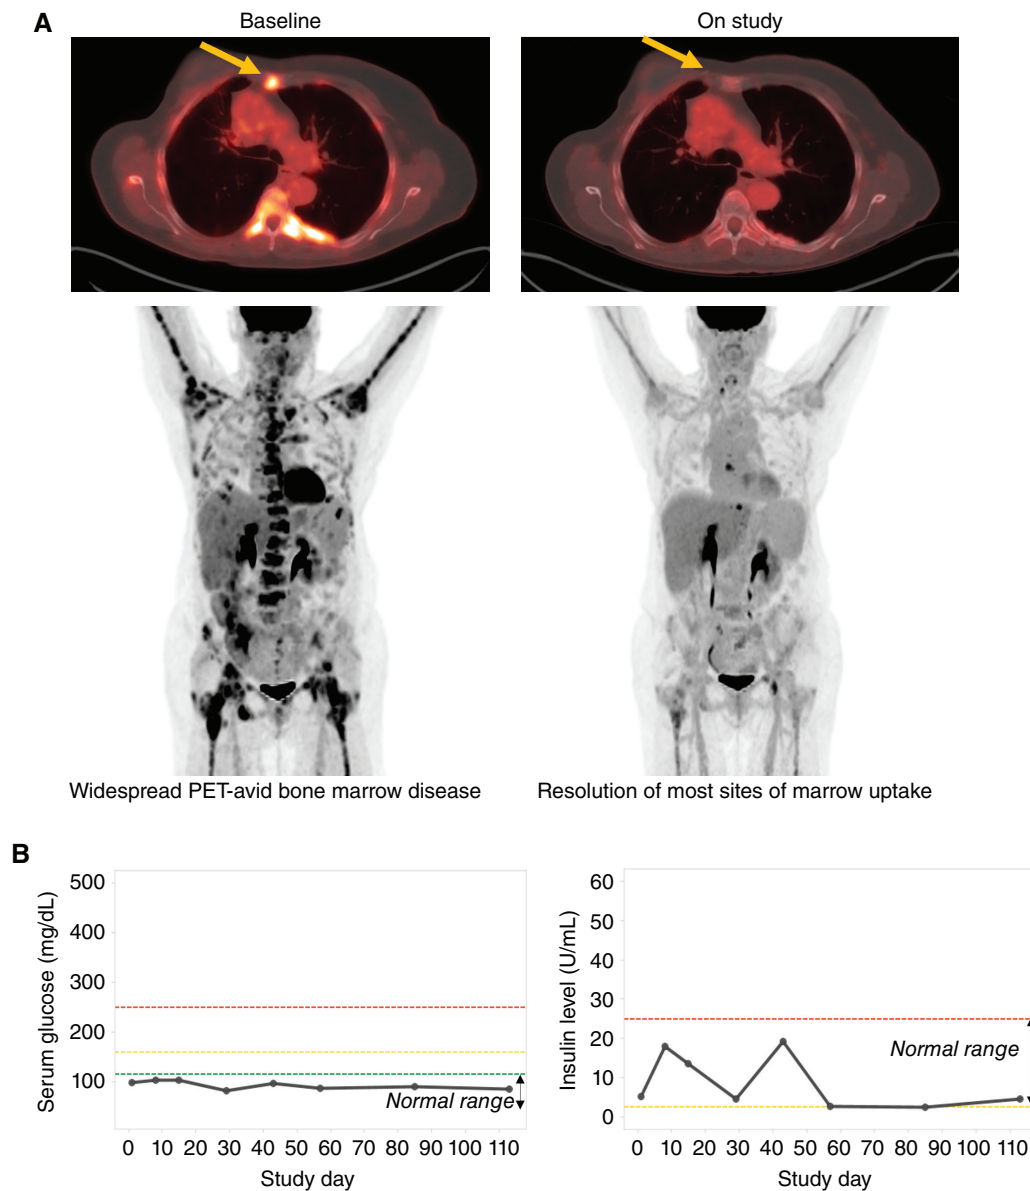 A
Baseline
On study
Widespread PET-avid bone marrow disease
Resolution of most sites of marrow uptake
B
Serum glucose (mg/dL)
500
400
300
200
100
Normal range
0 10 20 30 40 50 60 70 80 90 100 110
Study day
Insulin level (U/mL)
60
50
40
30
20
10
0
Normal range
0 10 20 30 40 50 60 70 80 90 100 110
Study day